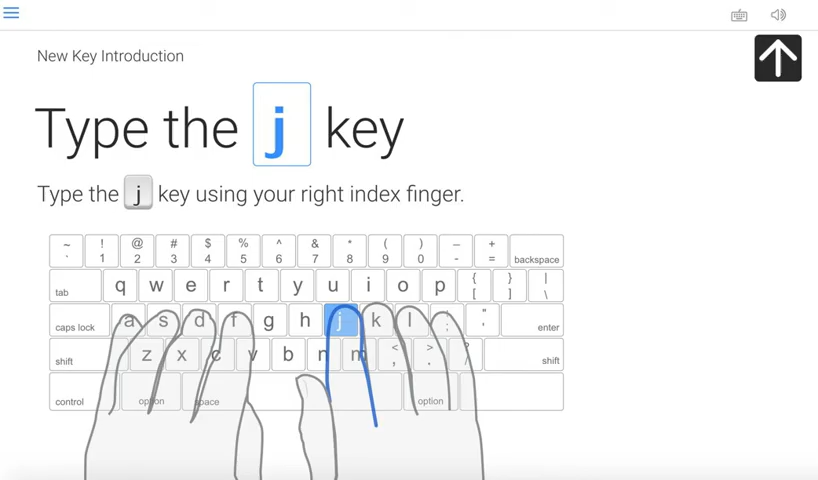 New Key Introduction
Type the j key
Type the j key using your right index finger.
~ ! @ # $ % ^ & * ( ) _ +
` 1 2 3 4 5 6 7 8 9 0 - = backspace
tab q w e r t y u i o p { [ } ] | \
caps lock a s d f g h j k l : ; " ' enter
shift z x c v b n m < , > . ? / shift
control option space option